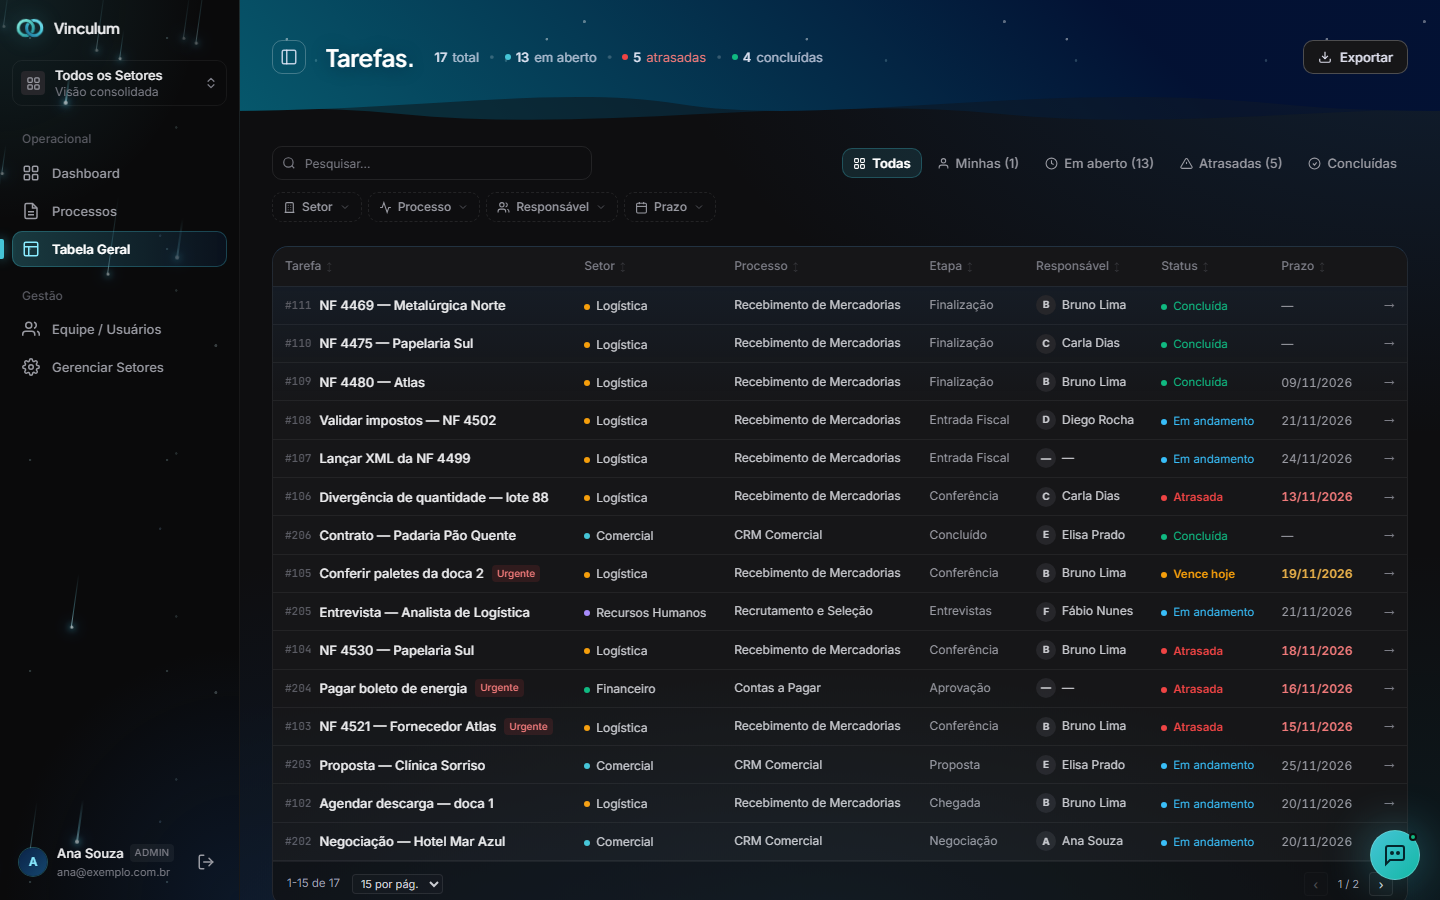 Vinculum
Todos os Setores
Visão consolidada
Operacional
Dashboard
Processos
Tabela Geral
Gestão
Equipe / Usuários
Gerenciar Setores
A
Ana Souza ADMIN
ana@exemplo.com.br
Tarefas. 17 total • 13 em aberto • 5 atrasadas • 4 concluídas
Exportar
Pesquisar...
Todas Minhas (1) Em aberto (13) Atrasadas (5) Concluídas
Setor Processo Responsável Prazo
Tarefa Setor Processo Etapa Responsável Status Prazo
#111 NF 4469 — Metalúrgica Norte Logística Recebimento de Mercadorias Finalização B Bruno Lima Concluída — →
#110 NF 4475 — Papelaria Sul Logística Recebimento de Mercadorias Finalização C Carla Dias Concluída — →
#109 NF 4480 — Atlas Logística Recebimento de Mercadorias Finalização B Bruno Lima Concluída 09/11/2026 →
#108 Validar impostos — NF 4502 Logística Recebimento de Mercadorias Entrada Fiscal D Diego Rocha Em andamento 21/11/2026 →
#107 Lançar XML da NF 4499 Logística Recebimento de Mercadorias Entrada Fiscal — — Em andamento 24/11/2026 →
#106 Divergência de quantidade — lote 88 Logística Recebimento de Mercadorias Conferência C Carla Dias Atrasada 13/11/2026 →
#206 Contrato — Padaria Pão Quente Comercial CRM Comercial Concluído E Elisa Prado Concluída — →
#105 Conferir paletes da doca 2 Urgente Logística Recebimento de Mercadorias Conferência B Bruno Lima Vence hoje 19/11/2026 →
#205 Entrevista — Analista de Logística Recursos Humanos Recrutamento e Seleção Entrevistas F Fábio Nunes Em andamento 21/11/2026 →
#104 NF 4530 — Papelaria Sul Logística Recebimento de Mercadorias Conferência B Bruno Lima Atrasada 18/11/2026 →
#204 Pagar boleto de energia Urgente Financeiro Contas a Pagar Aprovação — — Atrasada 16/11/2026 →
#103 NF 4521 — Fornecedor Atlas Urgente Logística Recebimento de Mercadorias Conferência B Bruno Lima Atrasada 15/11/2026 →
#203 Proposta — Clínica Sorriso Comercial CRM Comercial Proposta E Elisa Prado Em andamento 25/11/2026 →
#102 Agendar descarga — doca 1 Logística Recebimento de Mercadorias Chegada B Bruno Lima Em andamento 20/11/2026 →
#202 Negociação — Hotel Mar Azul Comercial CRM Comercial Negociação A Ana Souza Em andamento 20/11/2026
1-15 de 17 15 por pág. ‹ 1 / 2 ›